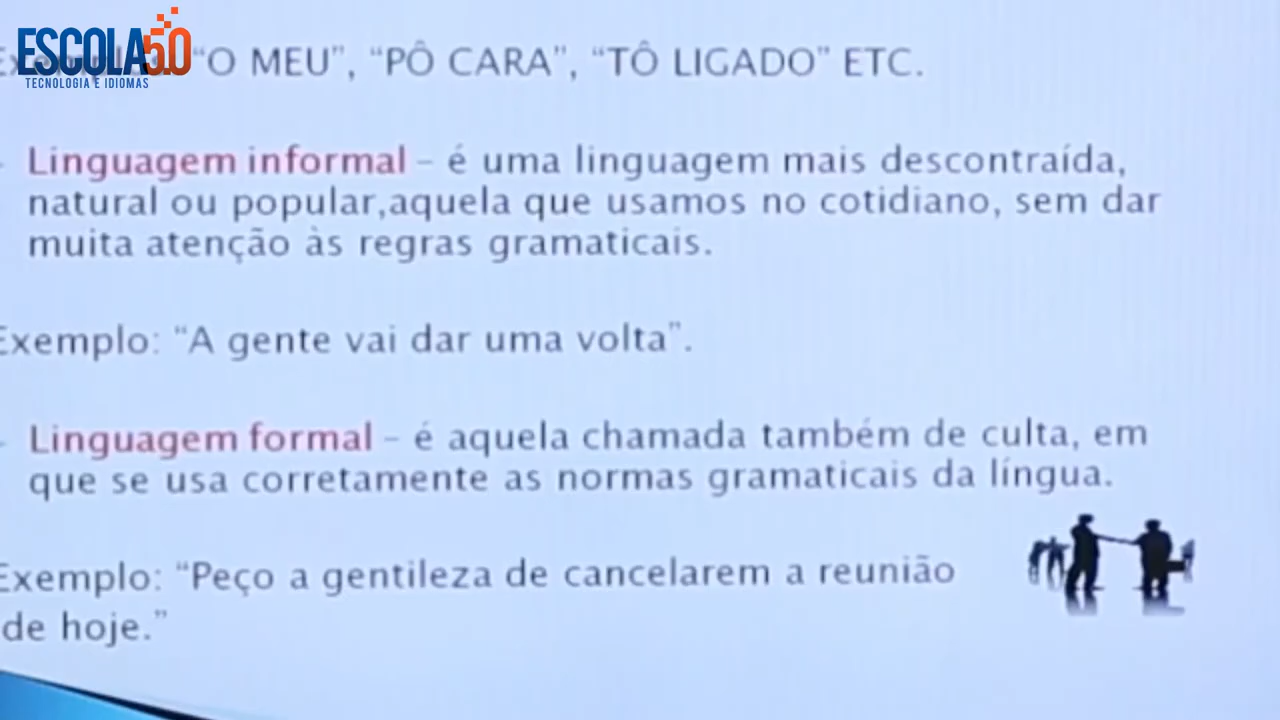 ESCOLA 5.0
TECNOLOGIA E IDIOMAS
“O MEU”, “PÔ CARA”, “TÔ LIGADO” ETC.
- Linguagem informal – é uma linguagem mais descontraída,
natural ou popular,aquela que usamos no cotidiano, sem dar
muita atenção às regras gramaticais.
Exemplo: “A gente vai dar uma volta”.
- Linguagem formal – é aquela chamada também de culta, em
que se usa corretamente as normas gramaticais da língua.
Exemplo: “Peço a gentileza de cancelarem a reunião
de hoje.”